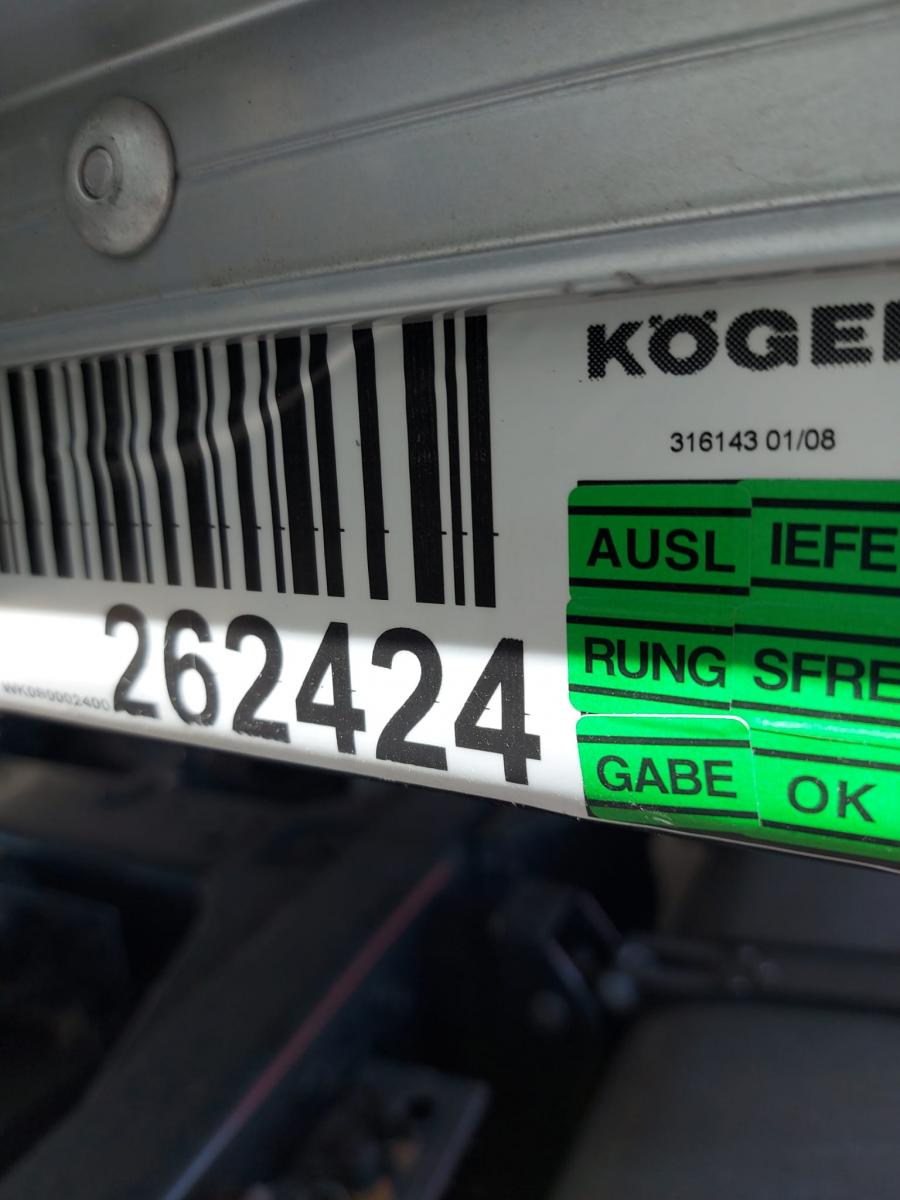 KÖGEL
316143 01/08
AUSL IEFE
RUNG SFRE
GABE OK
262424